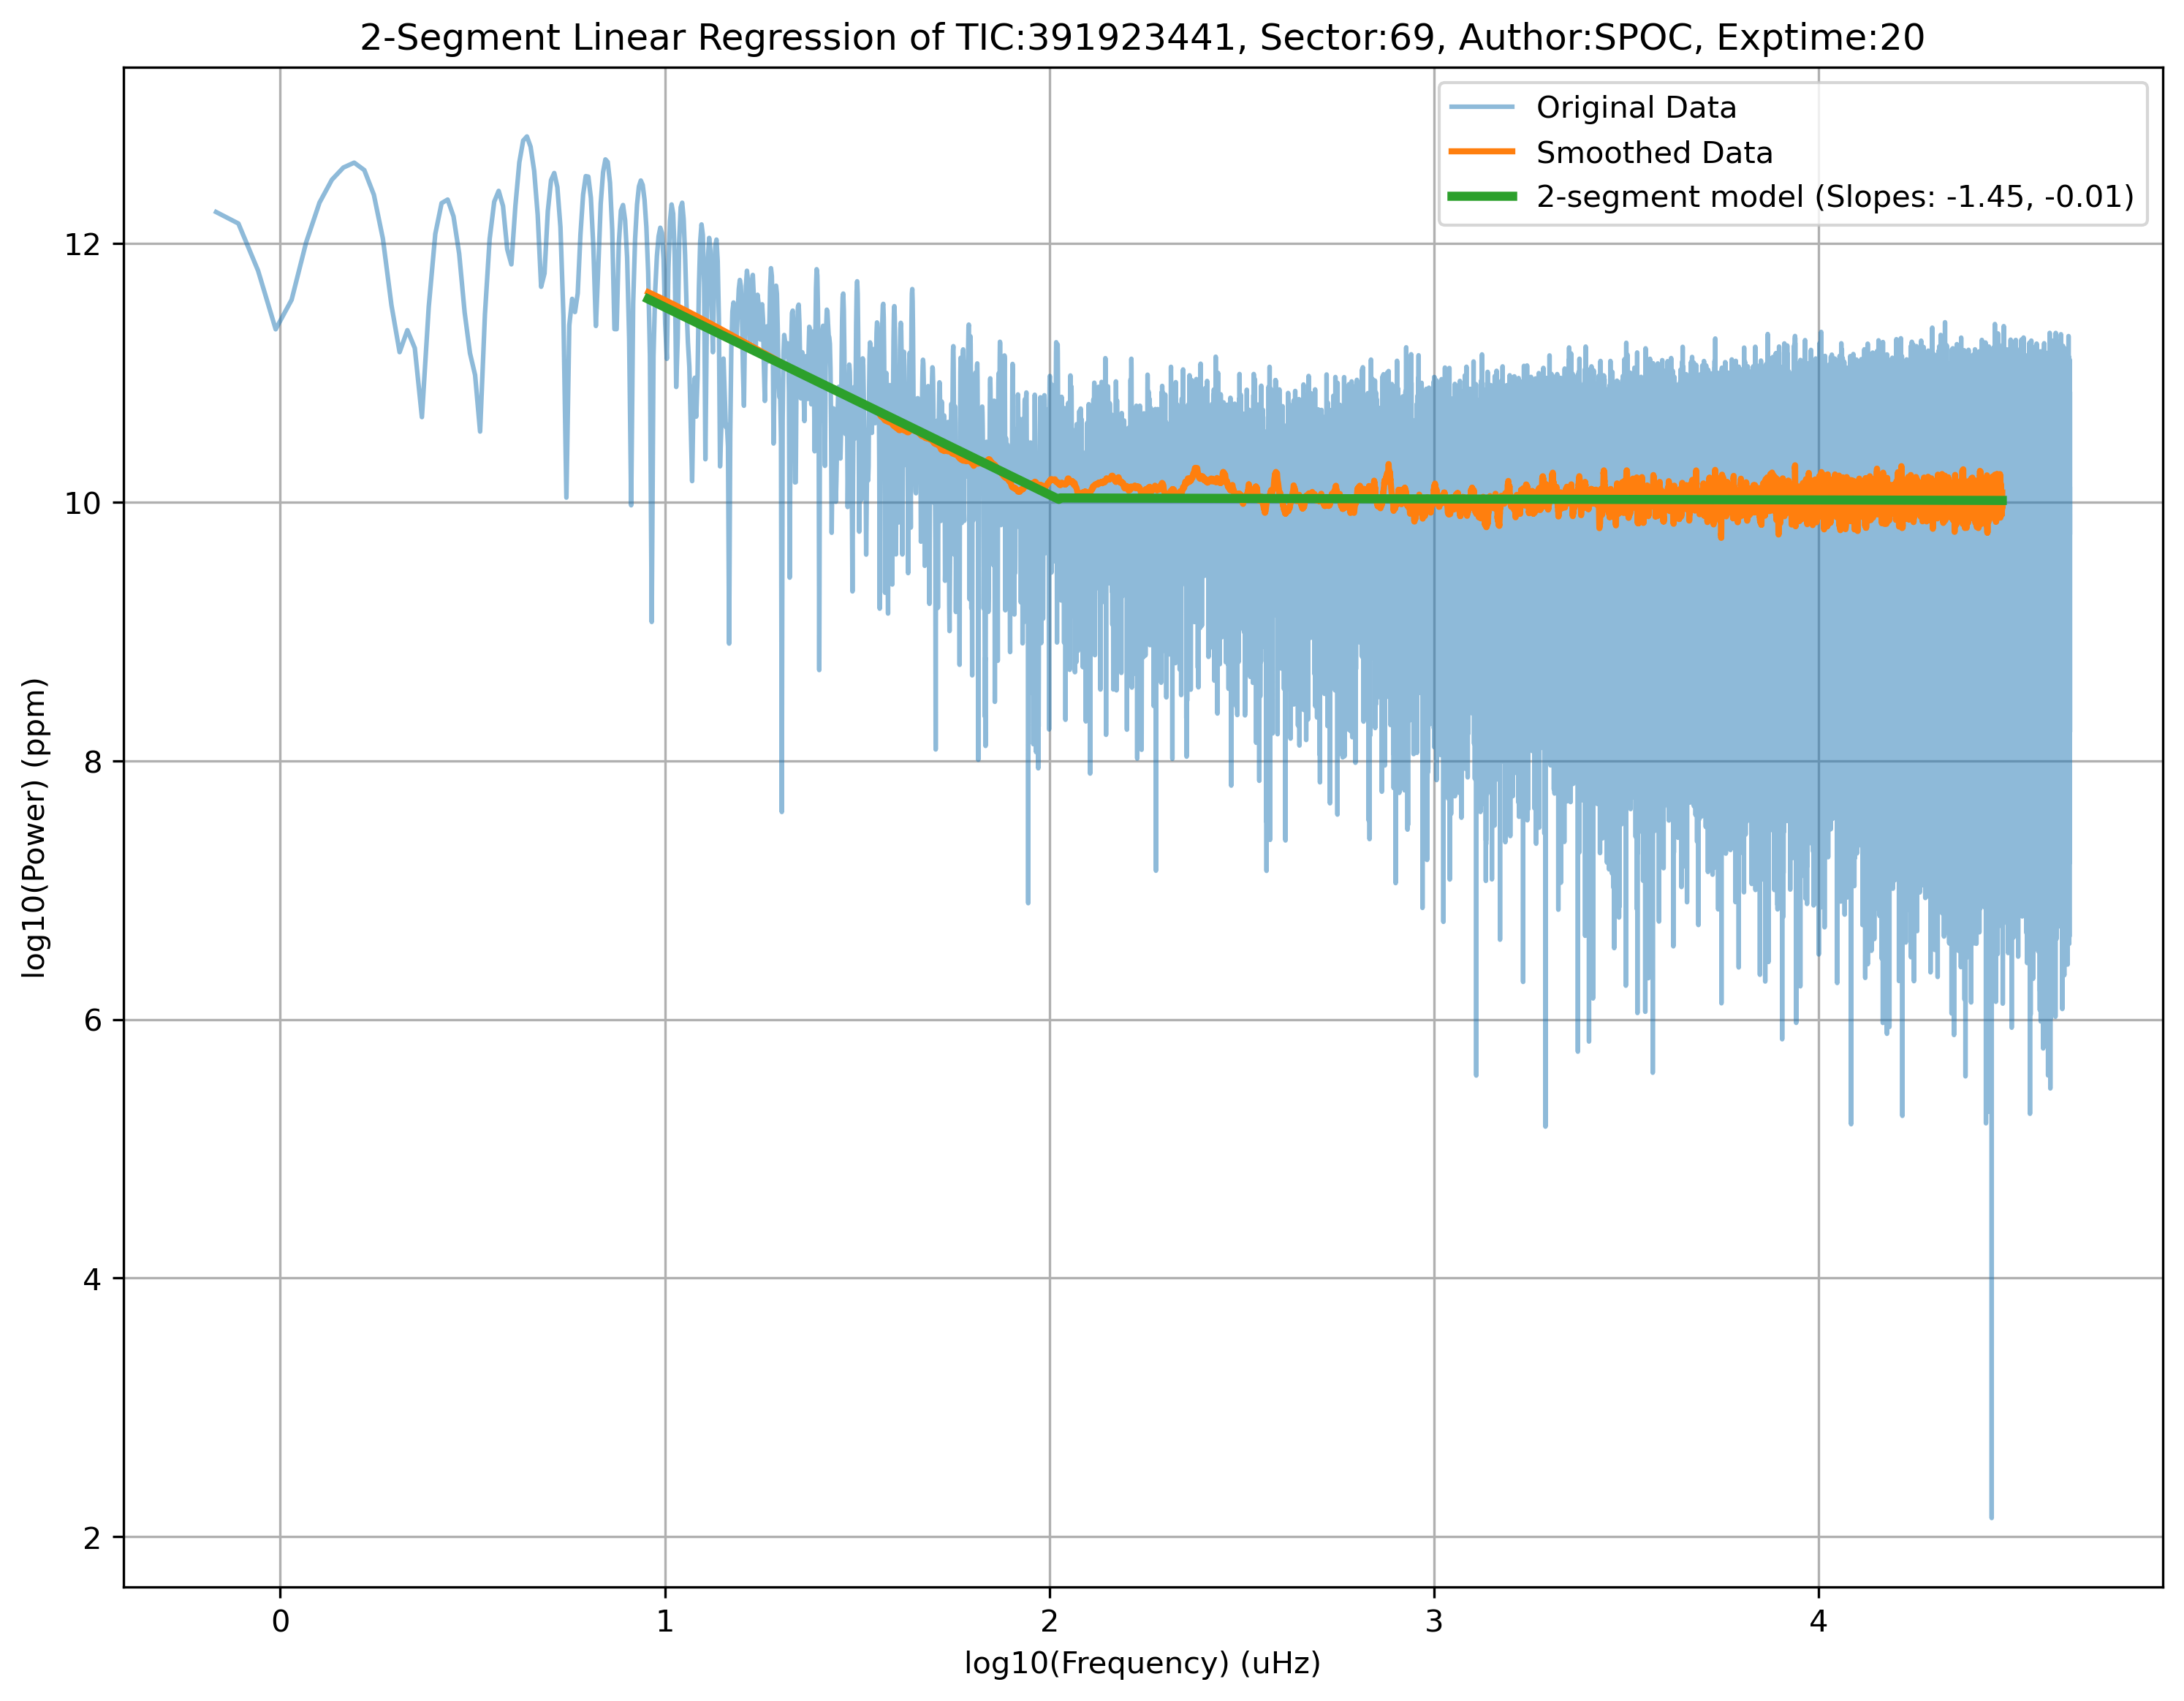 2-Segment Linear Regression of TIC:391923441, Sector:69, Author:SPOC, Exptime:20
Original Data
Smoothed Data
2-segment model (Slopes: -1.45, -0.01)
log10(Power) (ppm)
12
10
8
6
4
2
0
1
2
3
4
log10(Frequency) (uHz)